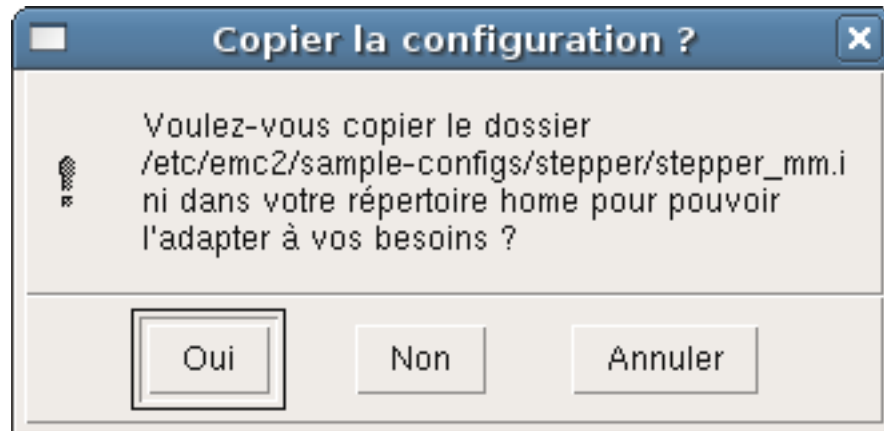 Copier la configuration ?
Voulez-vous copier le dossier
/etc/emc2/sample-configs/stepper/stepper_mm.i
ni dans votre répertoire home pour pouvoir
l'adapter à vos besoins ?
Oui Non Annuler